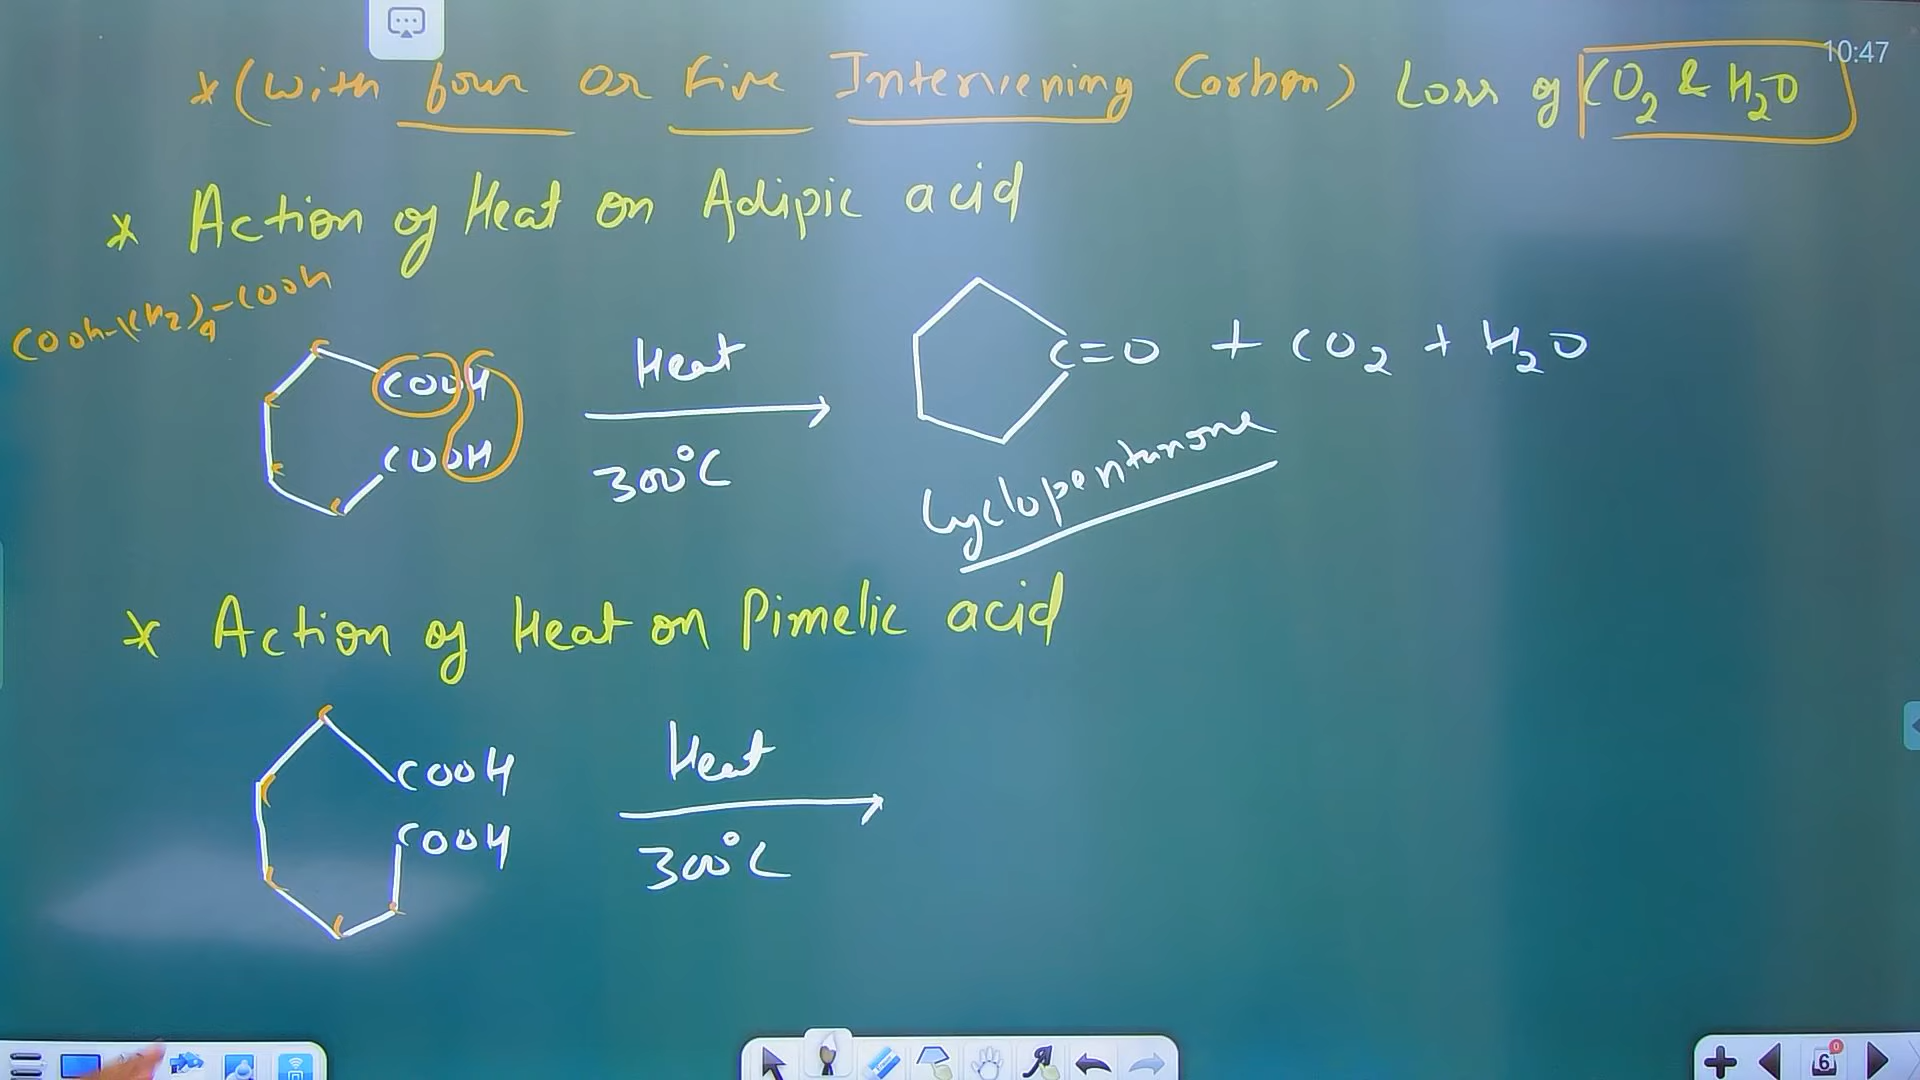 10:47
* (With four or Five Intervening Carbon) Loss of CO2 & H2O
* Action of Heat on Adipic acid
COOH-(CH2)4-COOH
COOH
COOH
Heat
300°C
C=O + CO2 + H2O
Cyclopentanone
* Action of Heat on Pimelic acid
COOH
COOH
Heat
300°C
6
0